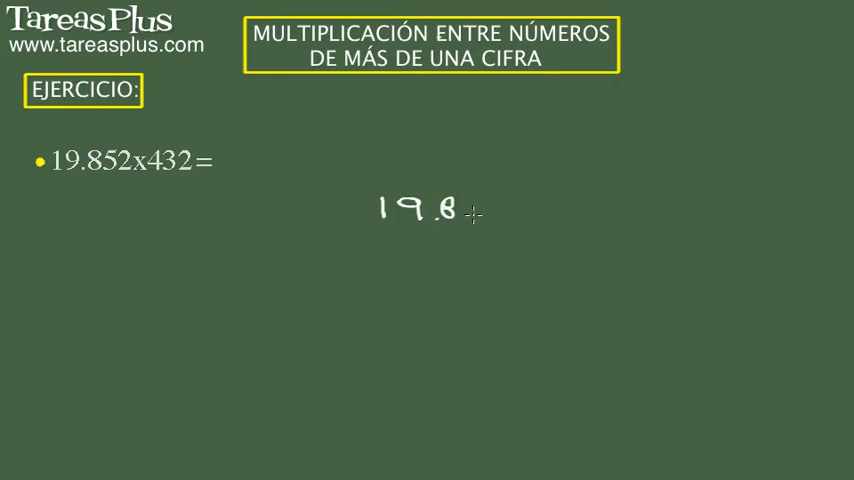 TareasPlus
www.tareasplus.com
MULTIPLICACIÓN ENTRE NÚMEROS
DE MÁS DE UNA CIFRA
EJERCICIO:
• 19.852x432=
19.8